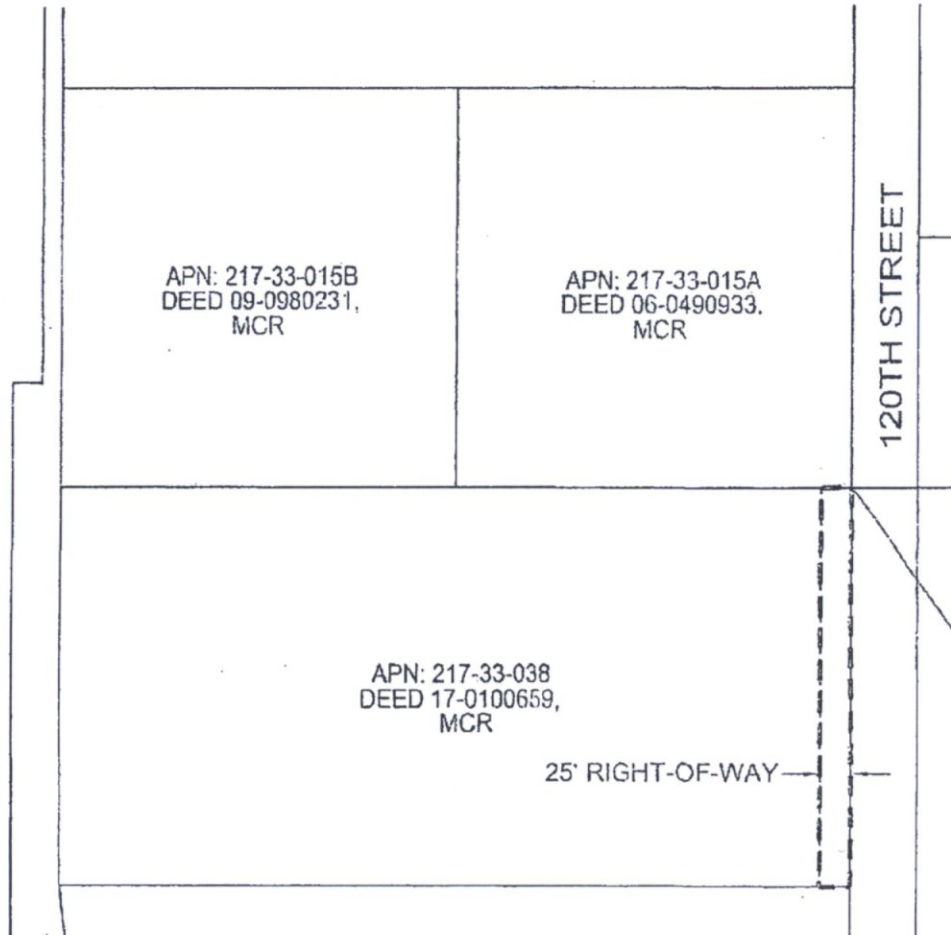 APN: 217-33-015B
DEED 09-0980231,
MCR
APN: 217-33-015A
DEED 06-0490933.
MCR
120TH STREET
APN: 217-33-038
DEED 17-0100659,
MCR
25' RIGHT-OF-WAY